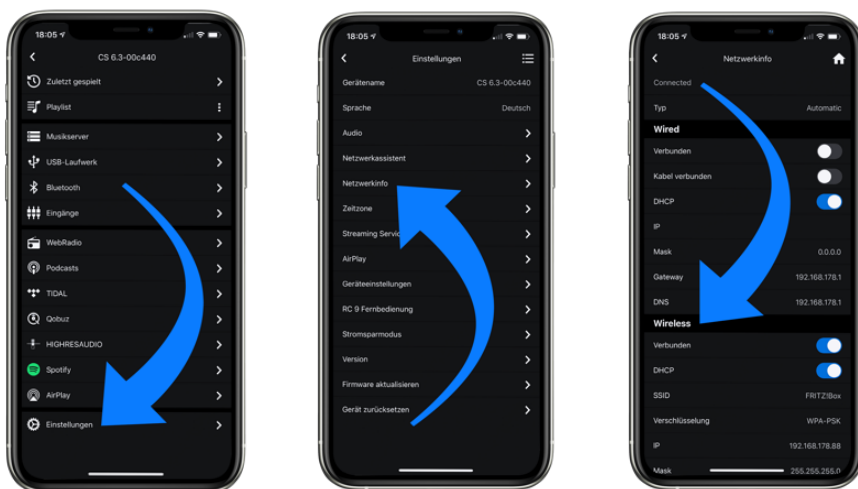 18:05
CS 6.3-00c440
Zuletzt gespielt
Playlist
Musikserver
USB-Laufwerk
Bluetooth
Eingänge
WebRadio
Podcasts
TIDAL
Qobuz
HIGHRESAUDIO
Spotify
AirPlay
Einstellungen
18:05
Einstellungen
Gerätename CS 6.3-00c440
Sprache Deutsch
Audio
Netzwerkassistent
Netzwerkinfo
Zeitzone
Streaming
AirPlay
Geräteeinstellungen
RC 9 Fernbedienung
Stromsparmodus
Version
Firmware aktualisieren
Gerät zurücksetzen
18:05
Netzwerkinfo
Connected
Typ Automatic
Wired
Verbunden
Kabel verbunden
DHCP
IP
Mask 0.0.0.0
Gateway 192.168.178.1
DNS 192.168.178.1
Wireless
Verbunden
DHCP
SSID FRITZ!Box
Verschlüsselung WPA-PSK
IP 192.168.178.88
Mask 255.255.255.0